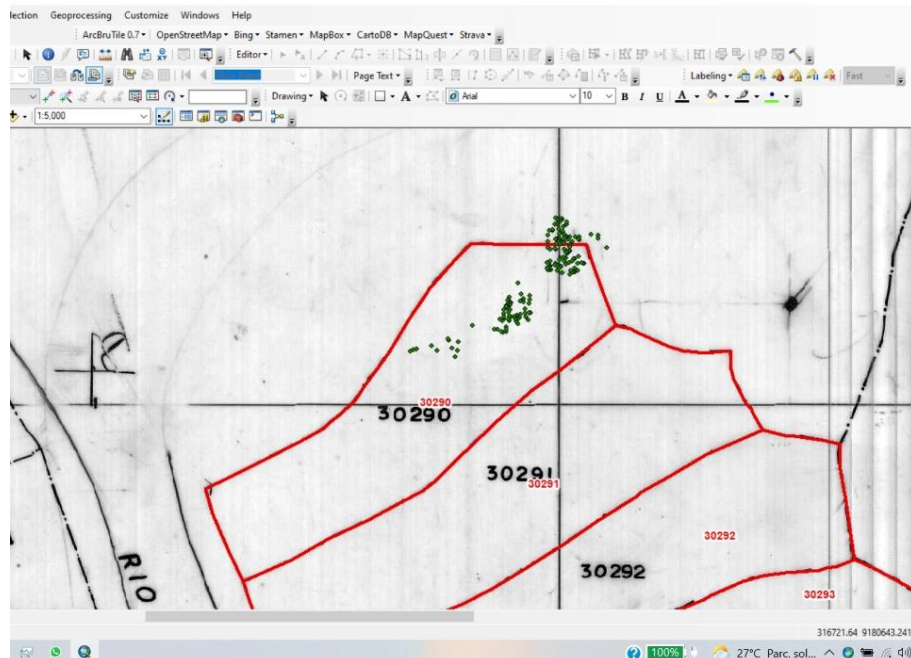 lection Geoprocessing Customize Windows Help
ArcBruTile 0.7 OpenStreetMap Bing Stamen MapBox CartoDB MapQuest Strava
Editor
Page Text
Labeling Fast
Drawing Arial 10 B I U A
1:5,000
30290
30290
30291
30291
30292
30292
RIO
30293
316721.64 9180643.241
100% 27°C Parc. sol...